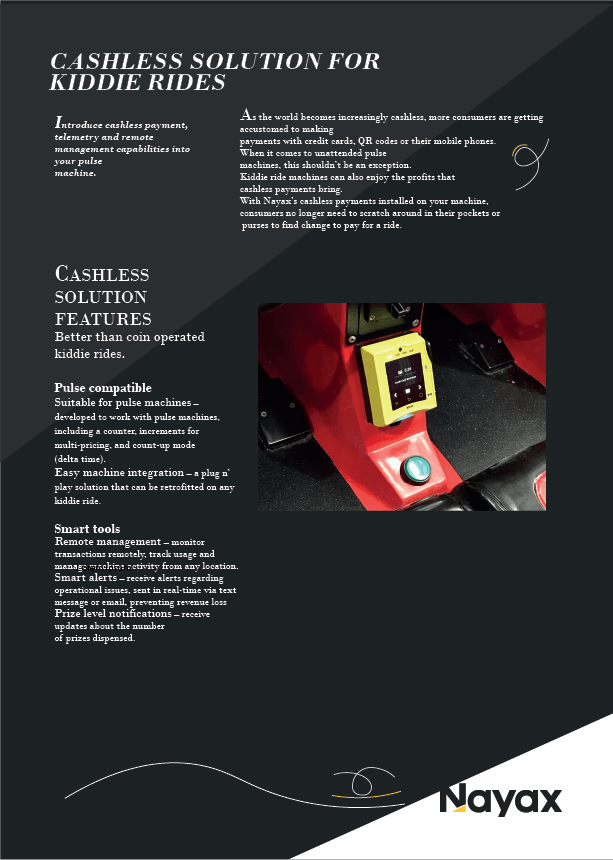 CASHLESS SOLUTION FOR
KIDDIE RIDES
Introduce cashless payment,
telemetry and remote
management capabilities into
your pulse
machine.
As the world becomes increasingly cashless, more consumers are getting
accustomed to making
payments with credit cards, QR codes or their mobile phones.
When it comes to unattended pulse
machines, this shouldn't be an exception.
Kiddie ride machines can also enjoy the profits that
cashless payments bring.
With Nayax's cashless payments installed on your machine,
consumers no longer need to scratch around in their pockets or
purses to find change to pay for a ride.
CASHLESS
SOLUTION
FEATURES
Better than coin operated
kiddie rides.
Pulse compatible
Suitable for pulse machines –
developed to work with pulse machines,
including a counter, increments for
multi-pricing, and count-up mode
(delta time).
Easy machine integration – a plug n'
play solution that can be retrofitted on any
kiddie ride.
Smart tools
Remote management – monitor
transactions remotely, track usage and
manage machine activity from any location.
Smart alerts – receive alerts regarding
operational issues, sent in real-time via text
message or email, preventing revenue loss
Prize level notifications – receive
updates about the number
of prizes dispensed.
Nayax